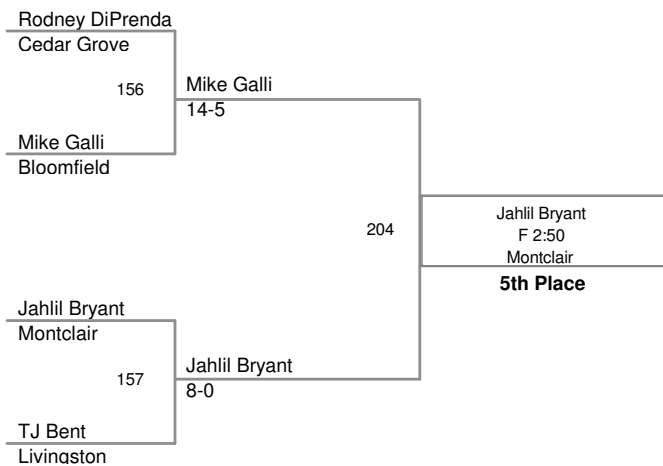 Rodney DiPrenda
Cedar Grove
156
Mike Galli
14-5
Mike Galli
Bloomfield
204
Jahlil Bryant
F 2:50
Montclair
5th Place
Jahlil Bryant
Montclair
157
Jahlil Bryant
8-0
TJ Bent
Livingston